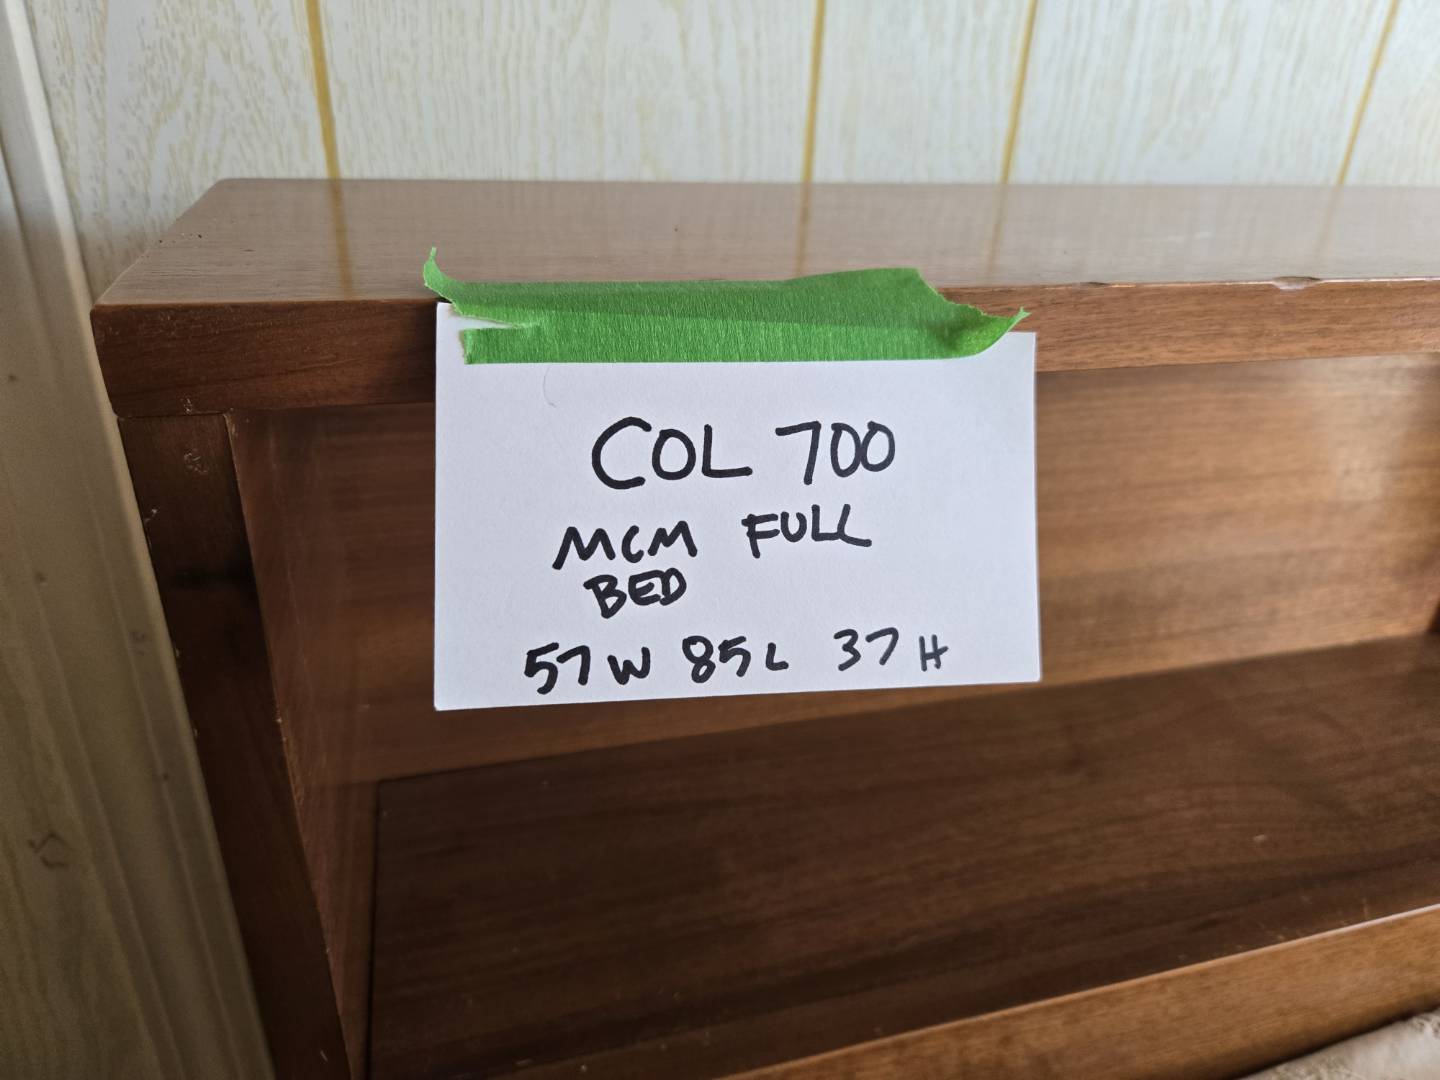 COL 700
MCM FULL
BED
57W 85L 37H